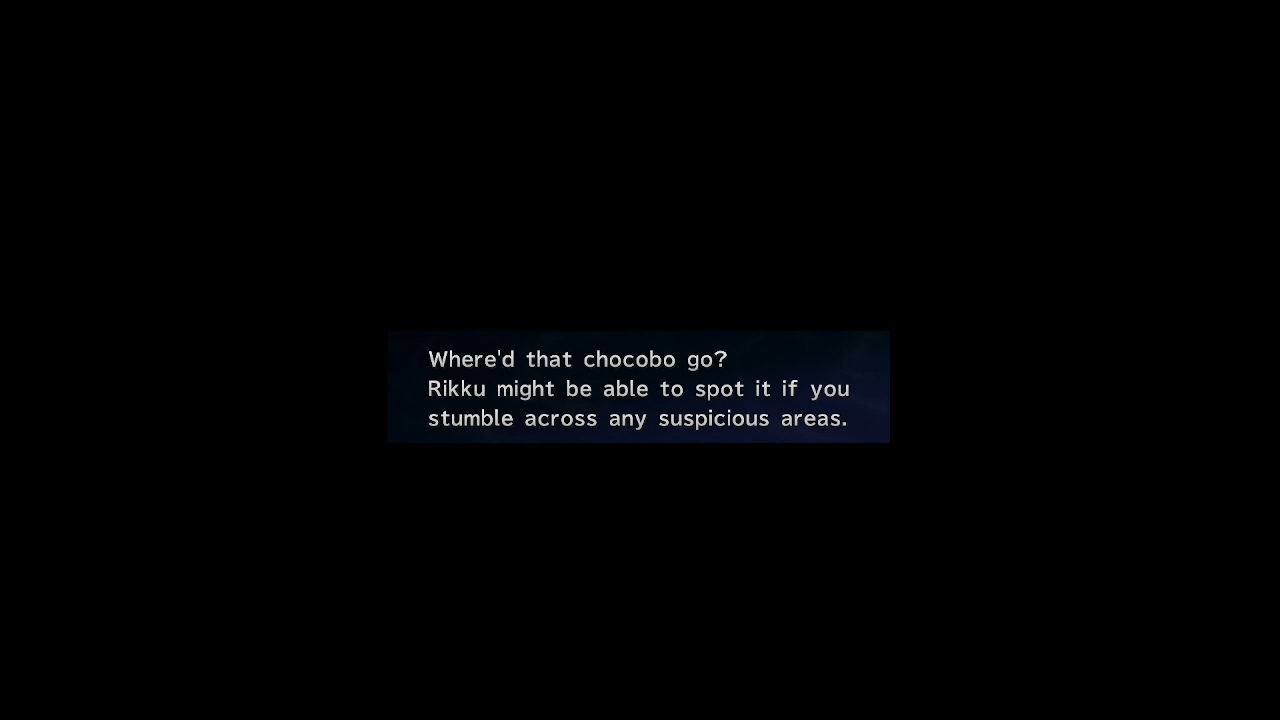 Where'd that chocobo go?
Rikku might be able to spot it if you
stumble across any suspicious areas.